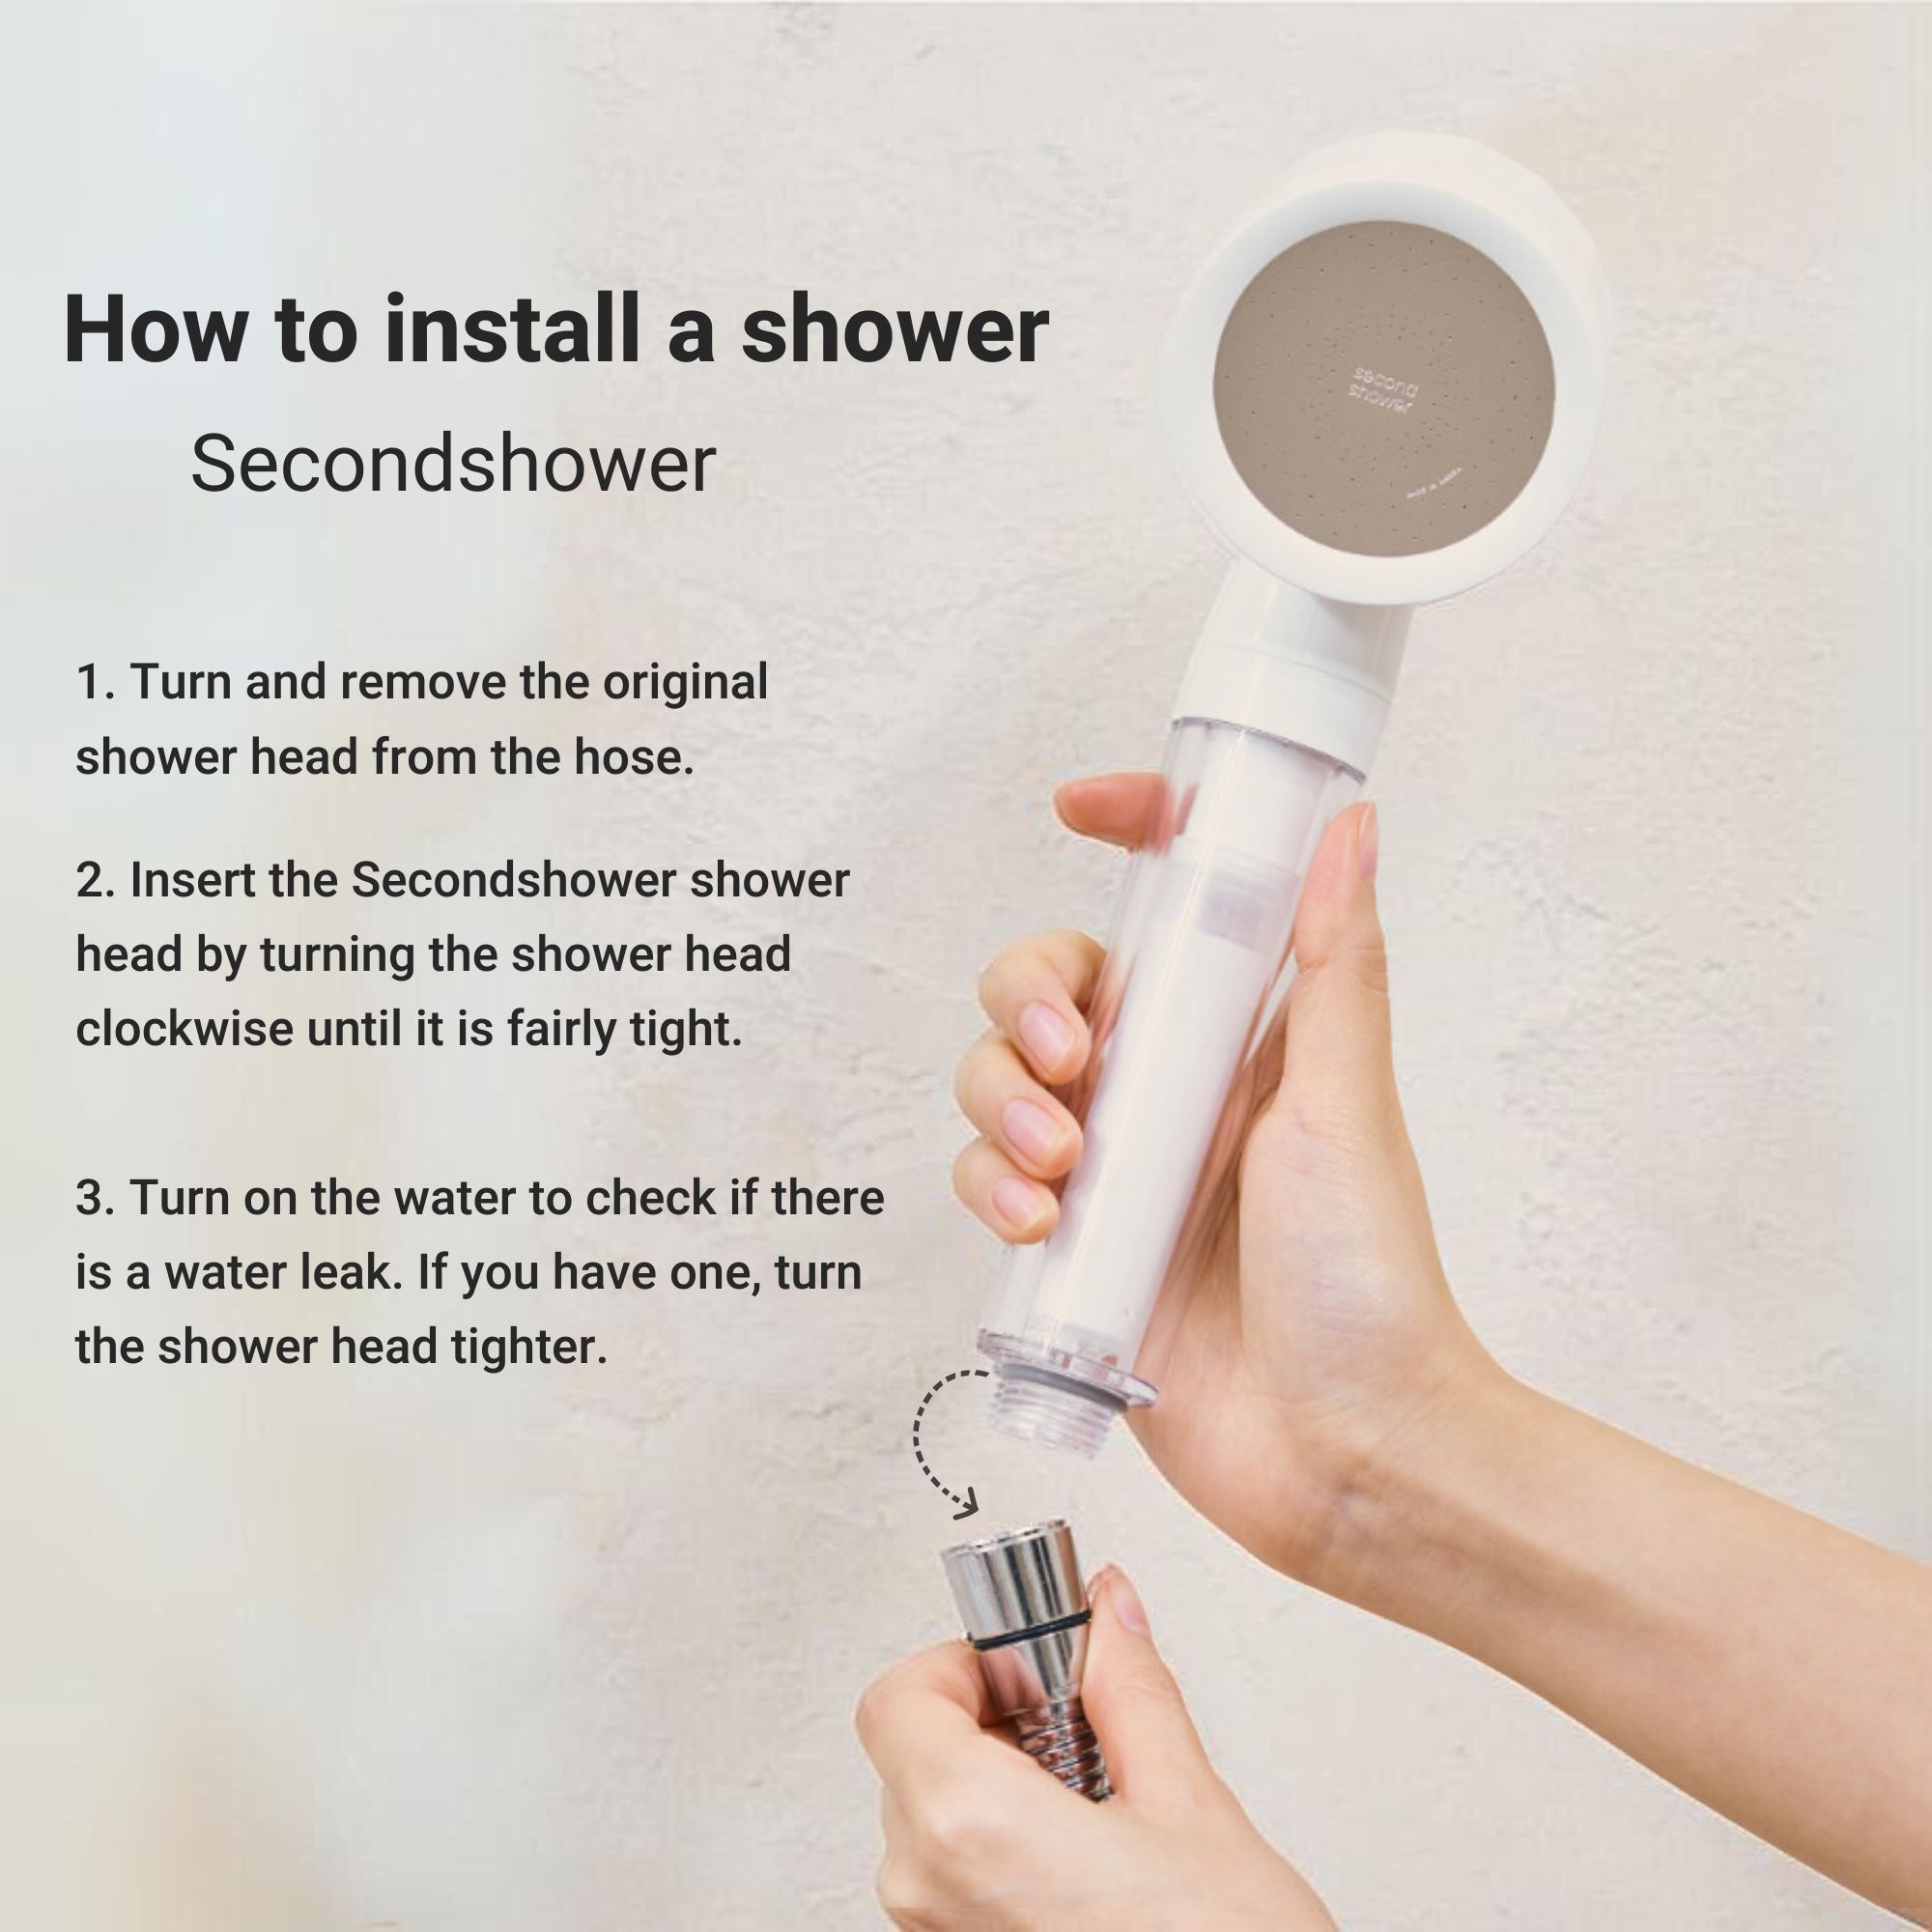 How to install a shower
Secondshower
second
shower
1. Turn and remove the original
shower head from the hose.
2. Insert the Secondshower shower
head by turning the shower head
clockwise until it is fairly tight.
3. Turn on the water to check if there
is a water leak. If you have one, turn
the shower head tighter.